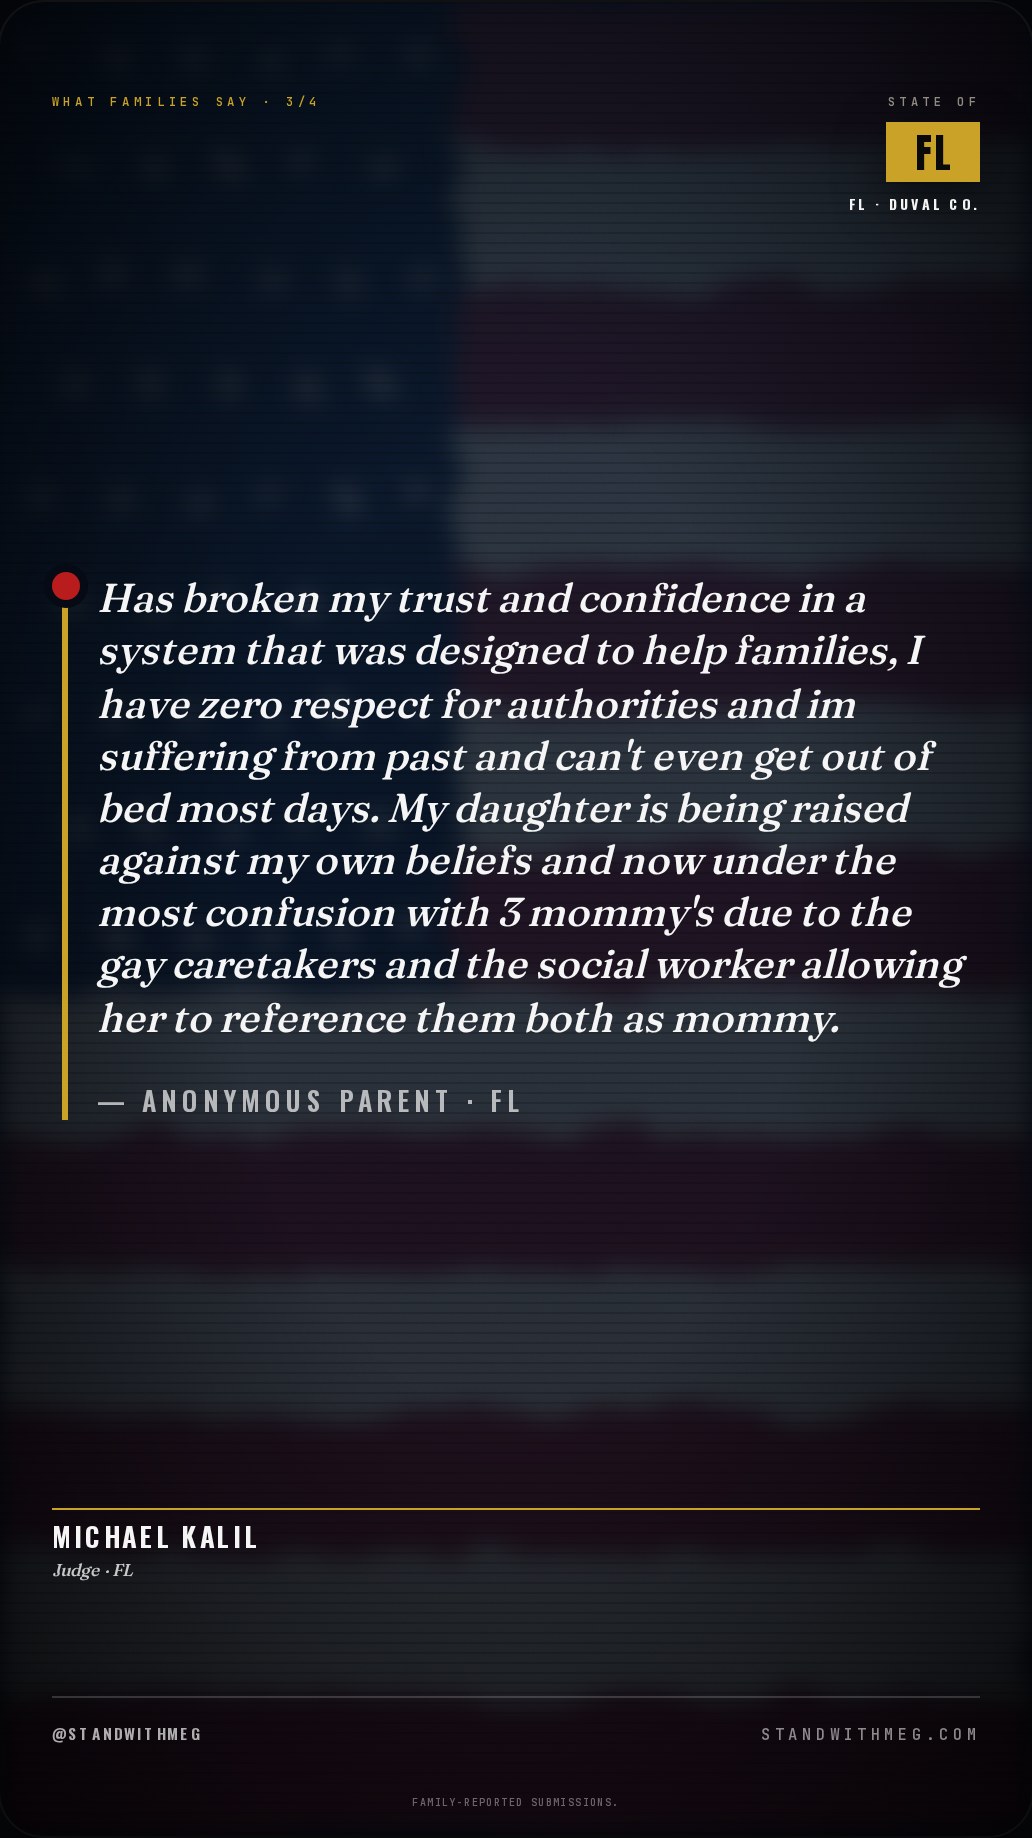 WHAT FAMILIES SAY · 3/4
STATE OF
FL
FL · DUVAL CO.
Has broken my trust and confidence in a
system that was designed to help families, I
have zero respect for authorities and im
suffering from past and can't even get out of
bed most days. My daughter is being raised
against my own beliefs and now under the
most confusion with 3 mommy's due to the
gay caretakers and the social worker allowing
her to reference them both as mommy.
— ANONYMOUS PARENT · FL
MICHAEL KALIL
Judge · FL
@STANDWITHMEG
STANDWITHMEG.COM
FAMILY-REPORTED SUBMISSIONS.